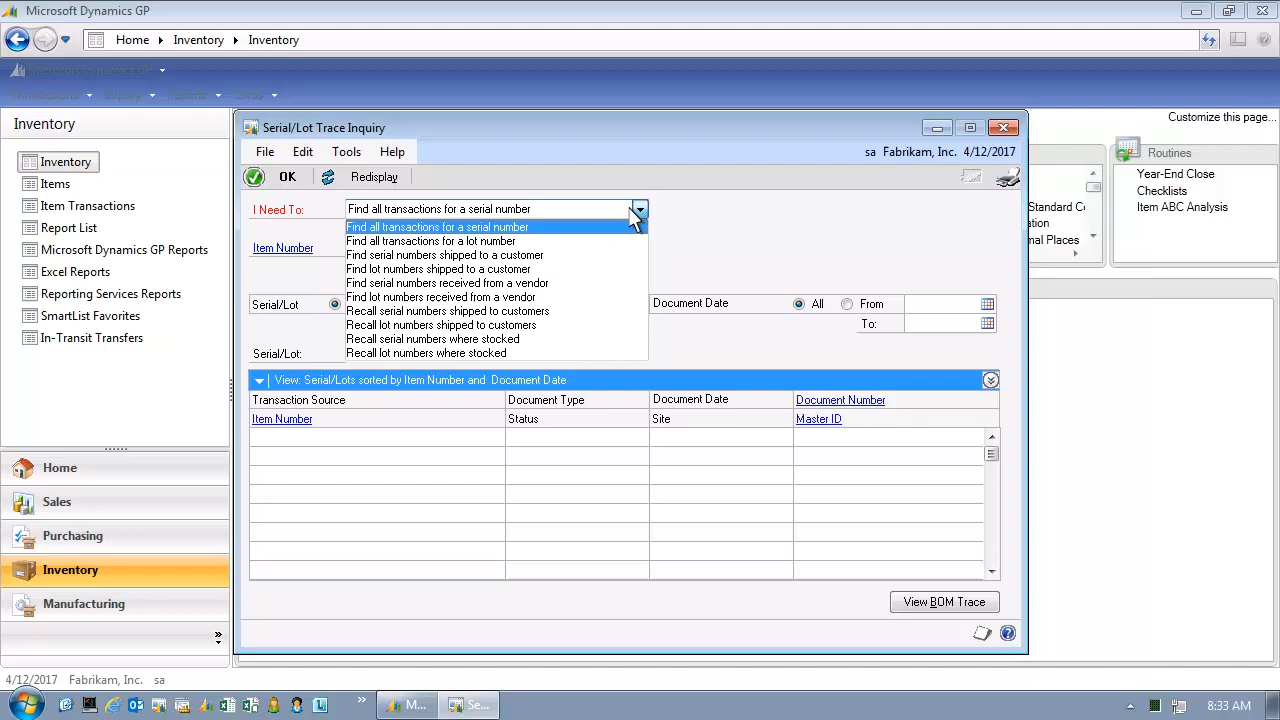 Microsoft Dynamics GP
Home Inventory Inventory
Microsoft Dynamics GP
Transactions Inquiry Reports Cards
Inventory
Inventory
Items
Item Transactions
Report List
Microsoft Dynamics GP Reports
Excel Reports
Reporting Services Reports
SmartList Favorites
In-Transit Transfers
Home
Sales
Purchasing
Inventory
Manufacturing
Customize this page...
Routines
Year-End Close
Checklists
Item ABC Analysis
Serial/Lot Trace Inquiry
File Edit Tools Help
sa Fabrikam, Inc. 4/12/2017
OK Redisplay
I Need To: Find all transactions for a serial number
Find all transactions for a serial number
Find all transactions for a lot number
Find serial numbers shipped to a customer
Find lot numbers shipped to a customer
Find serial numbers received from a vendor
Find lot numbers received from a vendor
Recall serial numbers shipped to customers
Recall lot numbers shipped to customers
Recall serial numbers where stocked
Recall lot numbers where stocked
Item Number
Serial/Lot
Document Date All From
To:
Serial/Lot:
View: Serial/Lots sorted by Item Number and Document Date
Transaction Source Document Type Document Date Document Number
Item Number Status Site Master ID
View BOM Trace
4/12/2017 Fabrikam, Inc. sa
M... Se...
8:33 AM